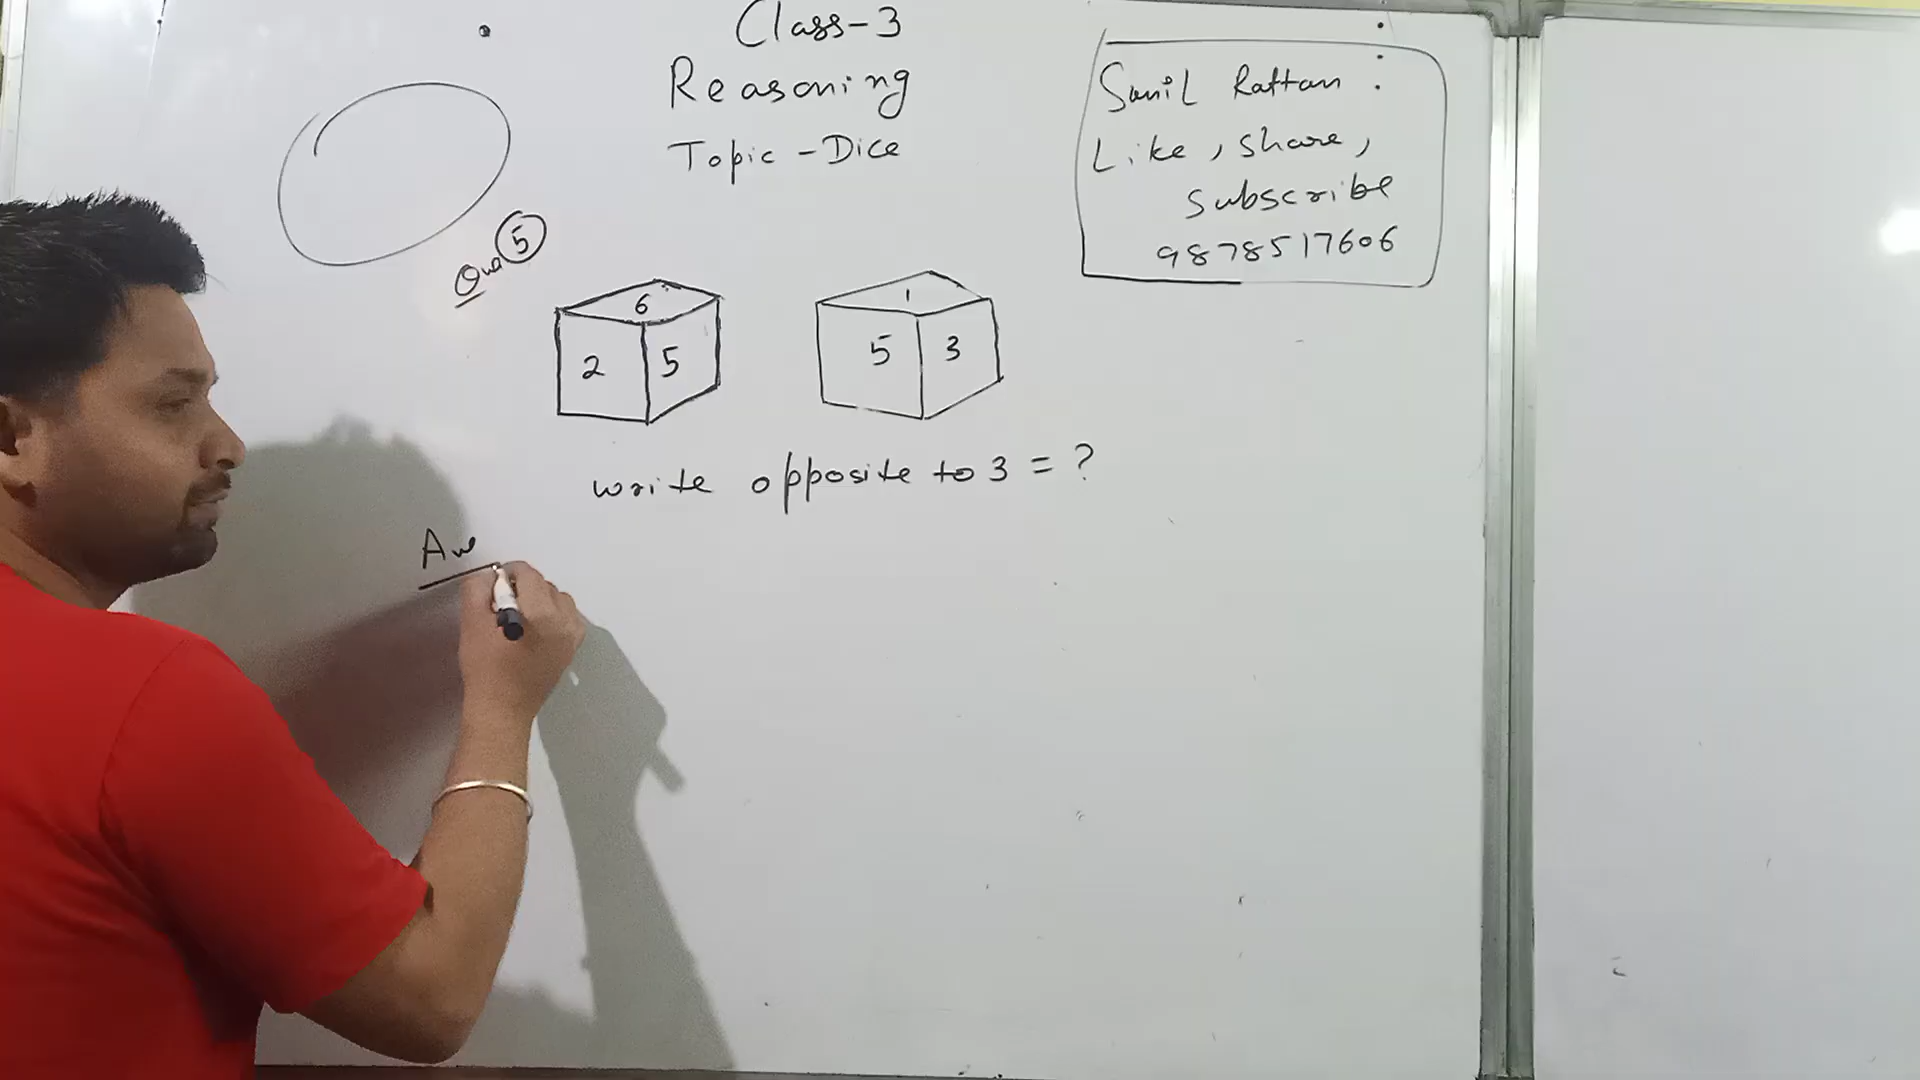 Class-3
Reasoning
Topic - Dice
Sunil Rattan :
Like, Share,
Subscribe
9878517606
Que 5
6
2 5
1
5 3
write opposite to 3 = ?